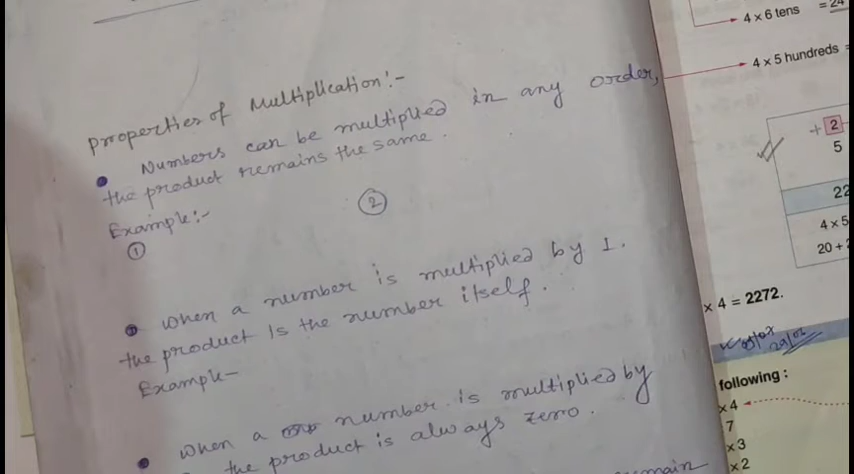 Properties of Multiplication:-
• Numbers can be multiplied in any order,
the product remains the same.
Example:-
① ②
• When a number is multiplied by 1.
the product is the number itself.
Example-
• When a number is multiplied by
the product is always zero.
4 × 6 tens = 24
4 × 5 hundreds =
+ 2
5
22
4 × 5
20 + 2
× 4 = 2272.
following :
× 4
7
× 3
× 2